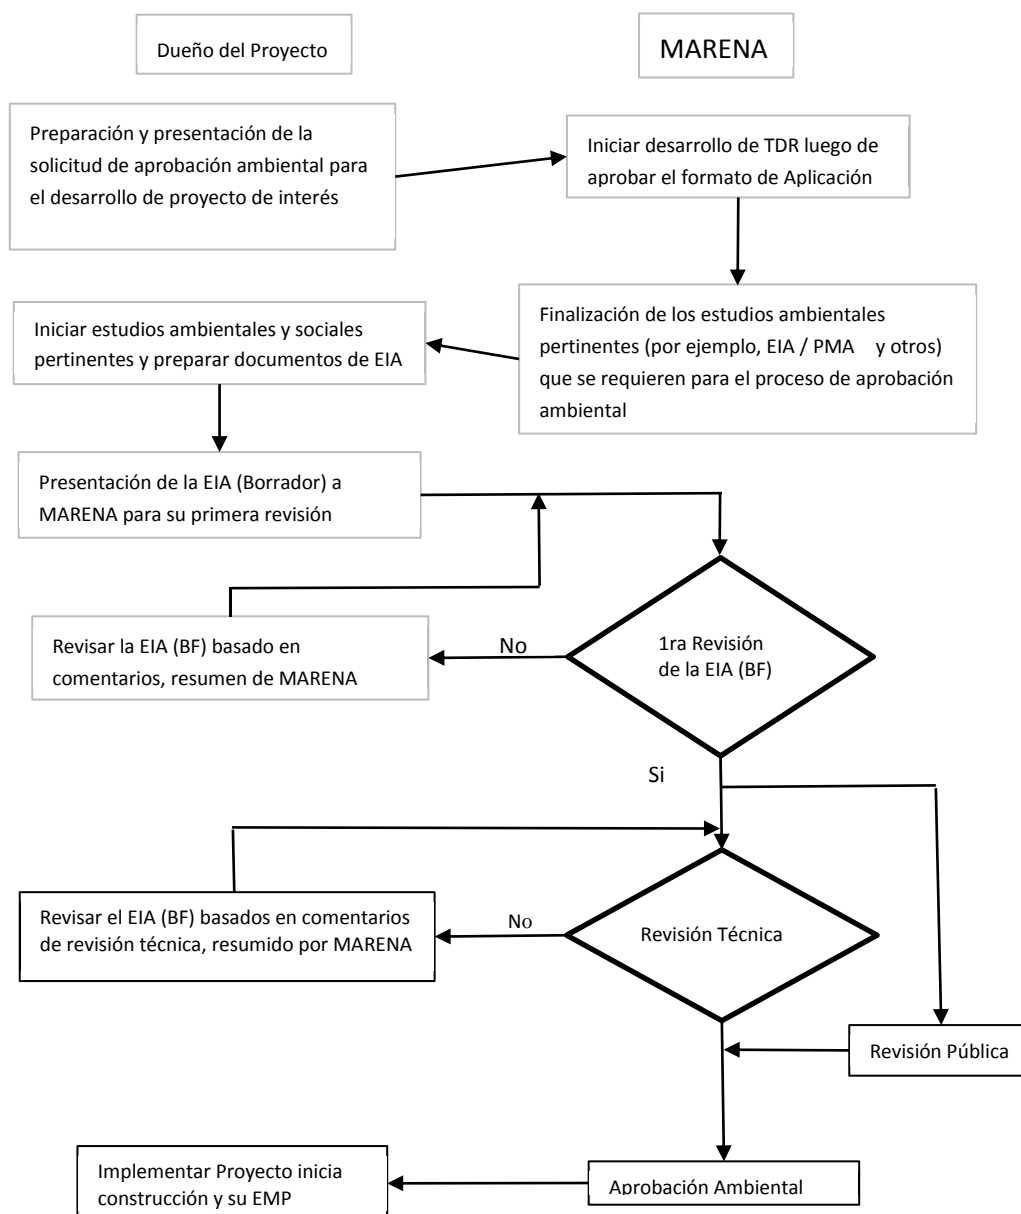 Dueño del Proyecto
MARENA
Preparación y presentación de la
solicitud de aprobación ambiental para
el desarrollo de proyecto de interés
Iniciar desarrollo de TDR luego de
aprobar el formato de Aplicación
Iniciar estudios ambientales y sociales
pertinentes y preparar documentos de EIA
Finalización de los estudios ambientales
pertinentes (por ejemplo, EIA / PMA y otros)
que se requieren para el proceso de aprobación
ambiental
Presentación de la EIA (Borrador) a
MARENA para su primera revisión
Revisar la EIA (BF) basado en
comentarios, resumen de MARENA
No
1ra Revisión
de la EIA (BF)
Si
Revisar el EIA (BF) basados en comentarios
de revisión técnica, resumido por MARENA
No
Revisión Técnica
Revisión Pública
Implementar Proyecto inicia
construcción y su EMP
Aprobación Ambiental